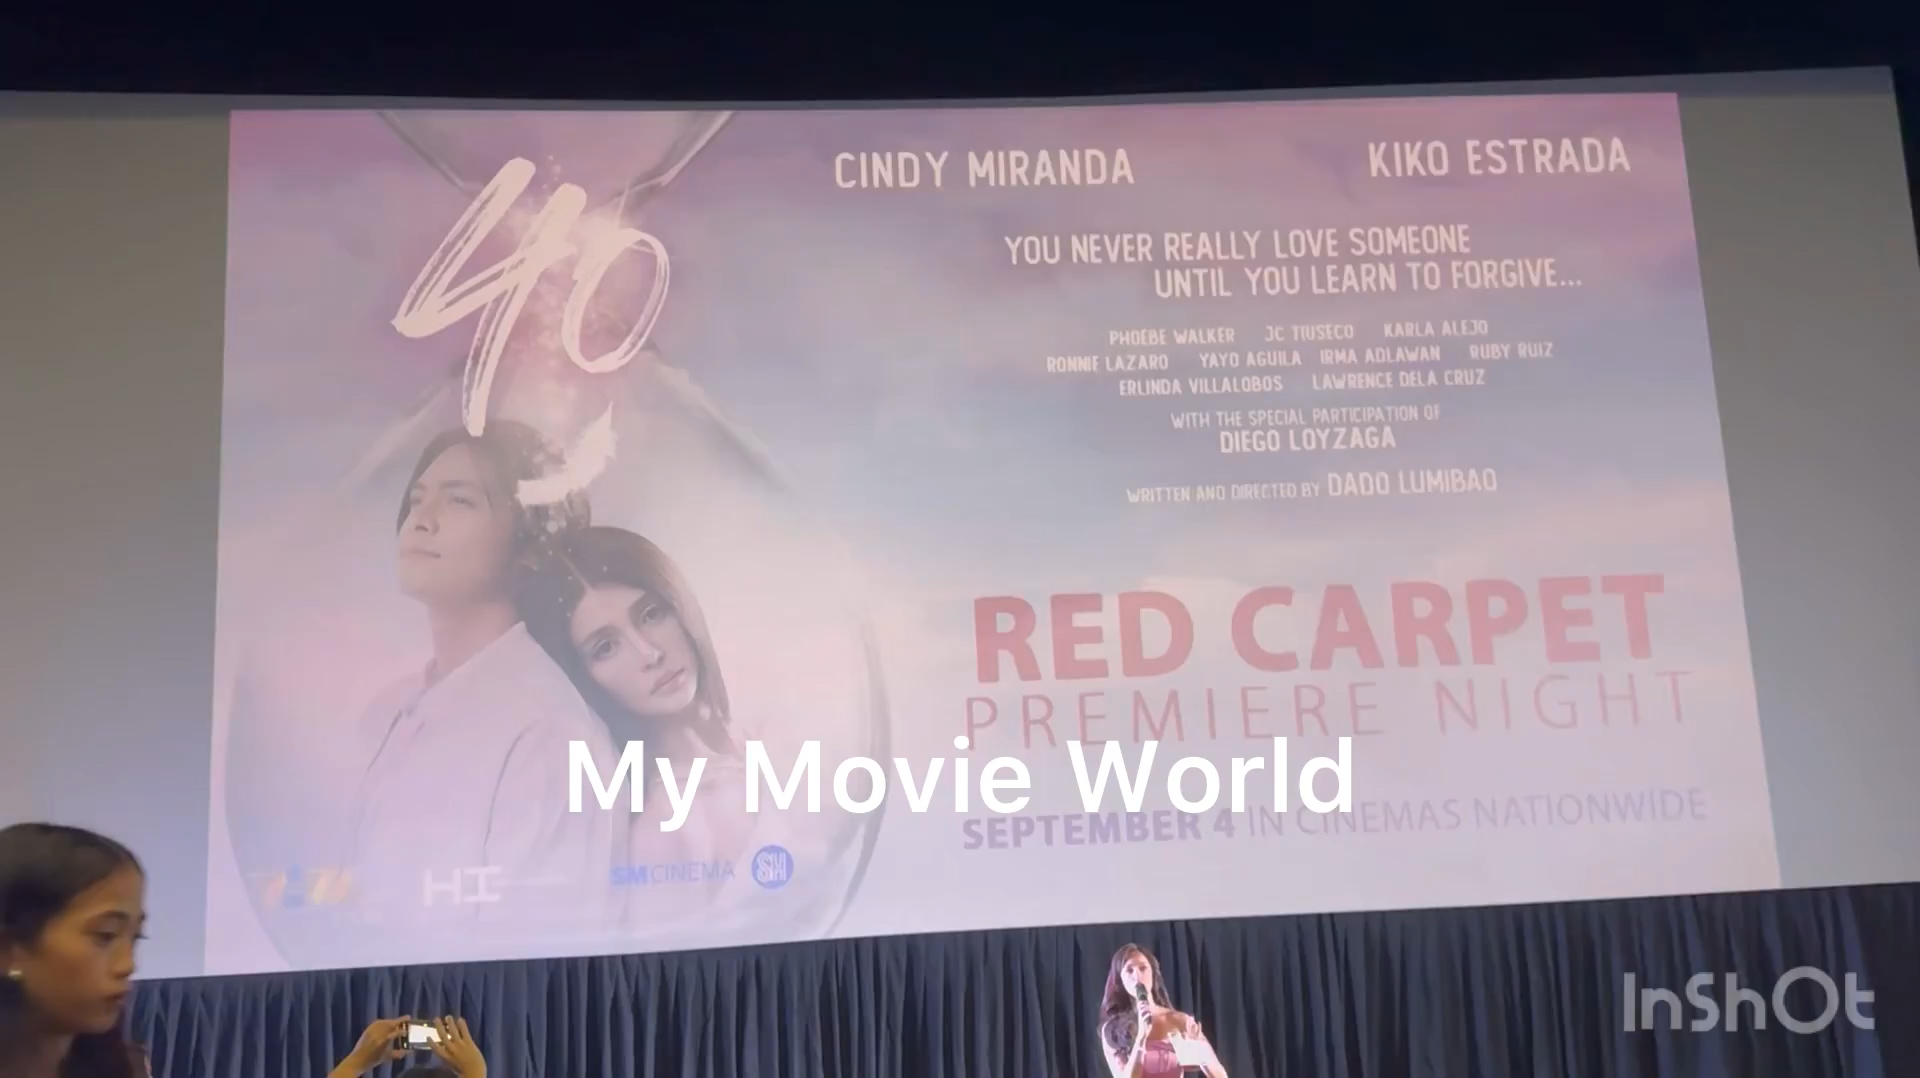 40
CINDY MIRANDA
KIKO ESTRADA
YOU NEVER REALLY LOVE SOMEONE
UNTIL YOU LEARN TO FORGIVE...
PHOEBE WALKER JC TIUSECO KARLA ALEJO
RONNIE LAZARO YAYO AGUILA IRMA ADLAWAN RUBY RUIZ
ERLINDA VILLALOBOS LAWRENCE DELA CRUZ
WITH THE SPECIAL PARTICIPATION OF
DIEGO LOYZAGA
WRITTEN AND DIRECTED BY DADO LUMIBAO
RED CARPET
PREMIERE NIGHT
My Movie World
SEPTEMBER 4 IN CINEMAS NATIONWIDE
SM CINEMA SM
InShOt